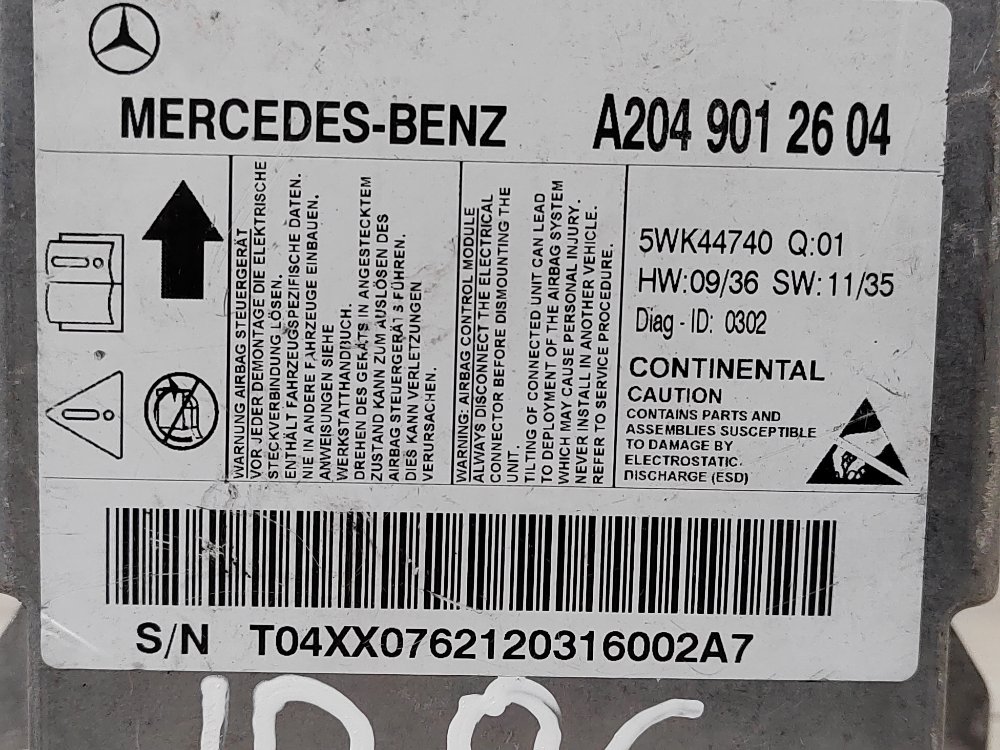 MERCEDES-BENZ
A204 901 26 04
WARNUNG AIRBAG STEUERGERÄT
VOR JEDER DEMONTAGE DIE ELEKTRISCHE
STECKVERBINDUNG LÖSEN.
ENTHÄLT FAHRZEUGSPEZIFISCHE DATEN.
NIE IN ANDERE FAHRZEUGE EINBAUEN.
ANWEISUNGEN SIEHE
WERKSTATTHANDBUCH.
DREHEN DES GERÄTS IN ANGESTECKTEM
ZUSTAND KANN ZUM AUSLÖSEN DES
AIRBAG STEUERGERÄTS FÜHREN.
DIES KANN VERLETZUNGEN
VERURSACHEN.
WARNING: AIRBAG CONTROL MODULE
ALWAYS DISCONNECT THE ELECTRICAL
CONNECTOR BEFORE DISMOUNTING THE
UNIT.
TILTING OF CONNECTED UNIT CAN LEAD
TO DEPLOYMENT OF THE AIRBAG SYSTEM
WHICH MAY CAUSE PERSONAL INJURY.
NEVER INSTALL IN ANOTHER VEHICLE.
REFER TO SERVICE PROCEDURE.
5WK44740 Q:01
HW:09/36 SW:11/35
Diag - ID: 0302
CONTINENTAL
CAUTION
CONTAINS PARTS AND
ASSEMBLIES SUSCEPTIBLE
TO DAMAGE BY
ELECTROSTATIC
DISCHARGE (ESD)
S/N T04XX0762120316002A7